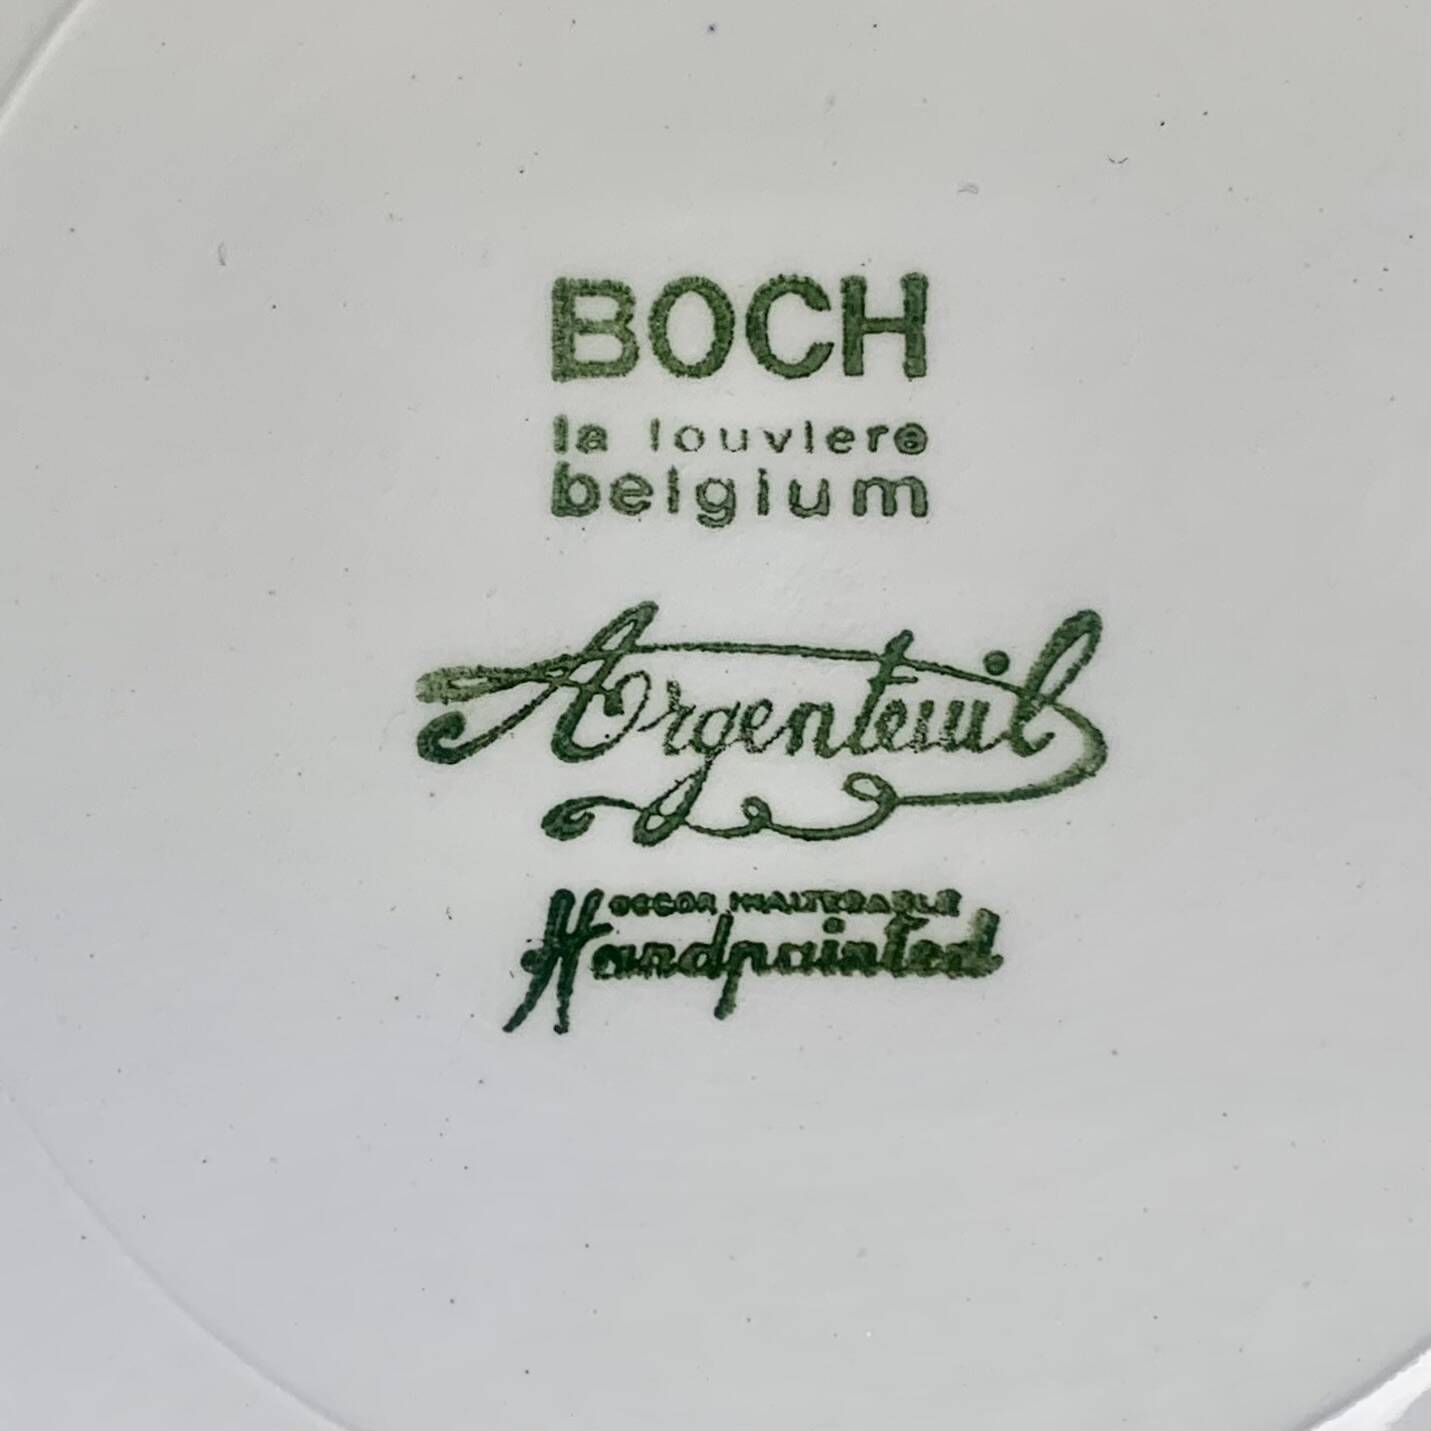 BOCH
la louviere
belgium
Argenteuil
DECOR INALTERABLE
Handpainted